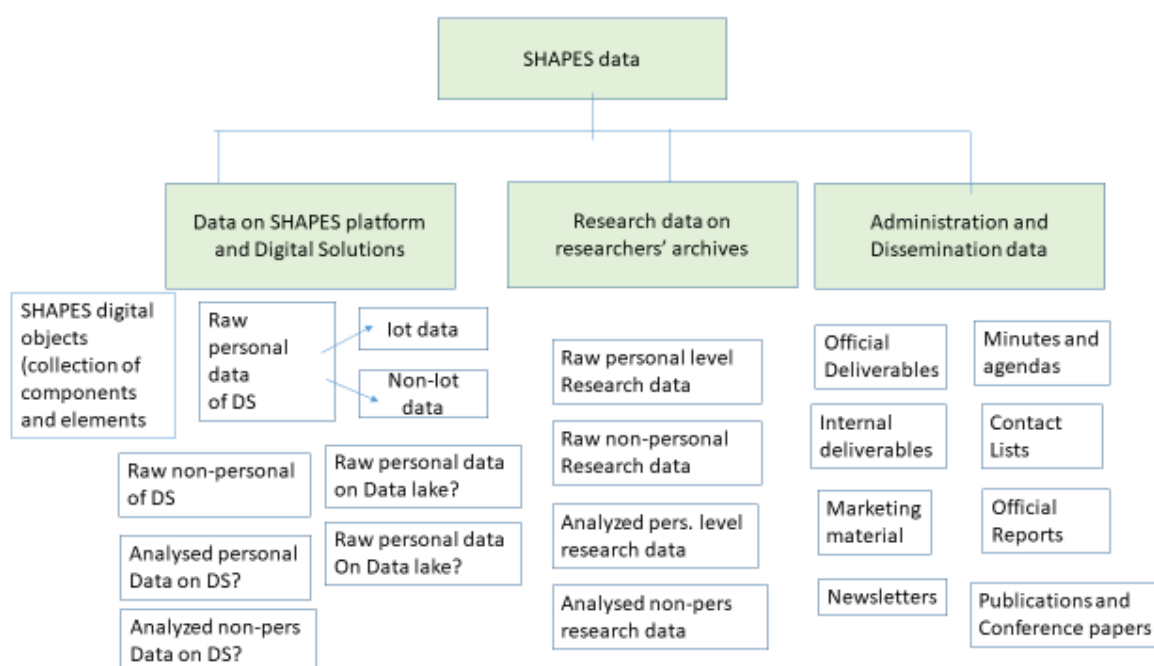 SHAPES data
Data on SHAPES platform
and Digital Solutions
Research data on
researchers’ archives
Administration and
Dissemination data
SHAPES digital
objects
(collection of
components
and elements
Raw
personal
data
of DS
Iot data
Non-Iot
data
Raw non-personal
of DS
Raw personal data
on Data lake?
Analysed personal
Data on DS?
Raw personal data
On Data lake?
Analyzed non-pers
Data on DS?
Raw personal level
Research data
Raw non-personal
Research data
Analyzed pers. level
research data
Analysed non-pers
research data
Official
Deliverables
Minutes and
agendas
Internal
deliverables
Contact
Lists
Marketing
material
Official
Reports
Newsletters
Publications and
Conference papers